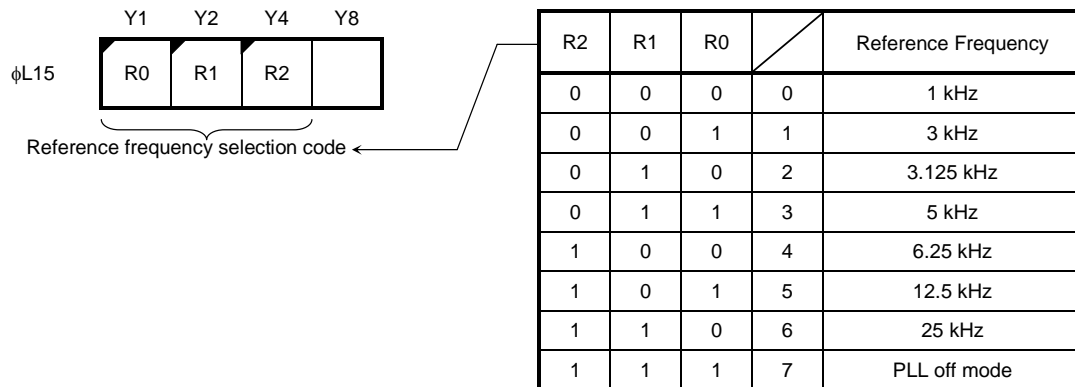 Y1 Y2 Y4 Y8
ϕL15 R0 R1 R2
Reference frequency selection code
R2 R1 R0 Reference Frequency
0 0 0 0 1 kHz
0 0 1 1 3 kHz
0 1 0 2 3.125 kHz
0 1 1 3 5 kHz
1 0 0 4 6.25 kHz
1 0 1 5 12.5 kHz
1 1 0 6 25 kHz
1 1 1 7 PLL off mode